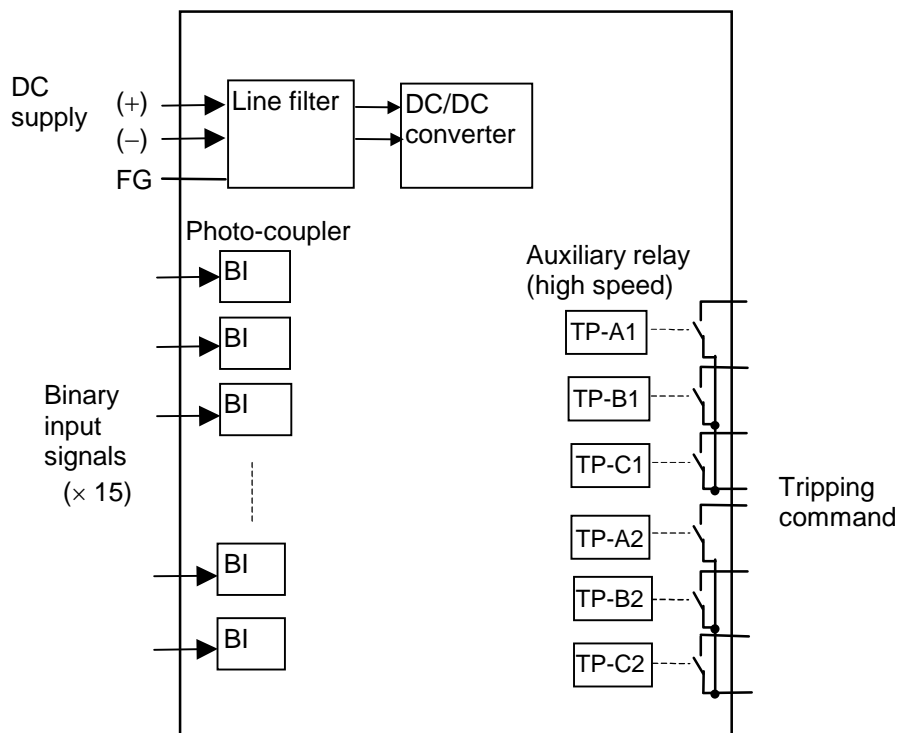 DC
supply
(+)
(−)
FG
Line filter
DC/DC
converter
Photo-coupler
BI
BI
BI
BI
BI
Binary
input
signals
(× 15)
Auxiliary relay
(high speed)
TP-A1
TP-B1
TP-C1
TP-A2
TP-B2
TP-C2
Tripping
command